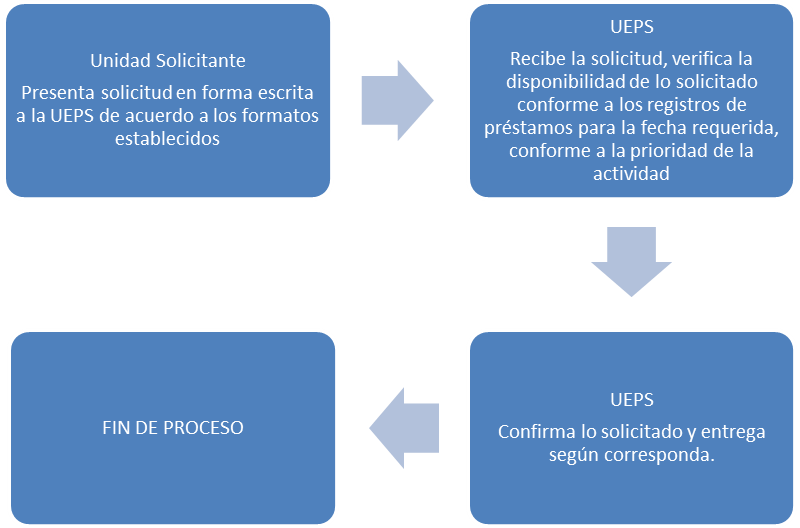 Unidad Solicitante
Presenta solicitud en forma escrita
a la UEPS de acuerdo a los formatos
establecidos
UEPS
Recibe la solicitud, verifica la
disponibilidad de lo solicitado
conforme a los registros de
préstamos para la fecha requerida,
conforme a la prioridad de la
actividad
UEPS
Confirma lo solicitado y entrega
según corresponda.
FIN DE PROCESO